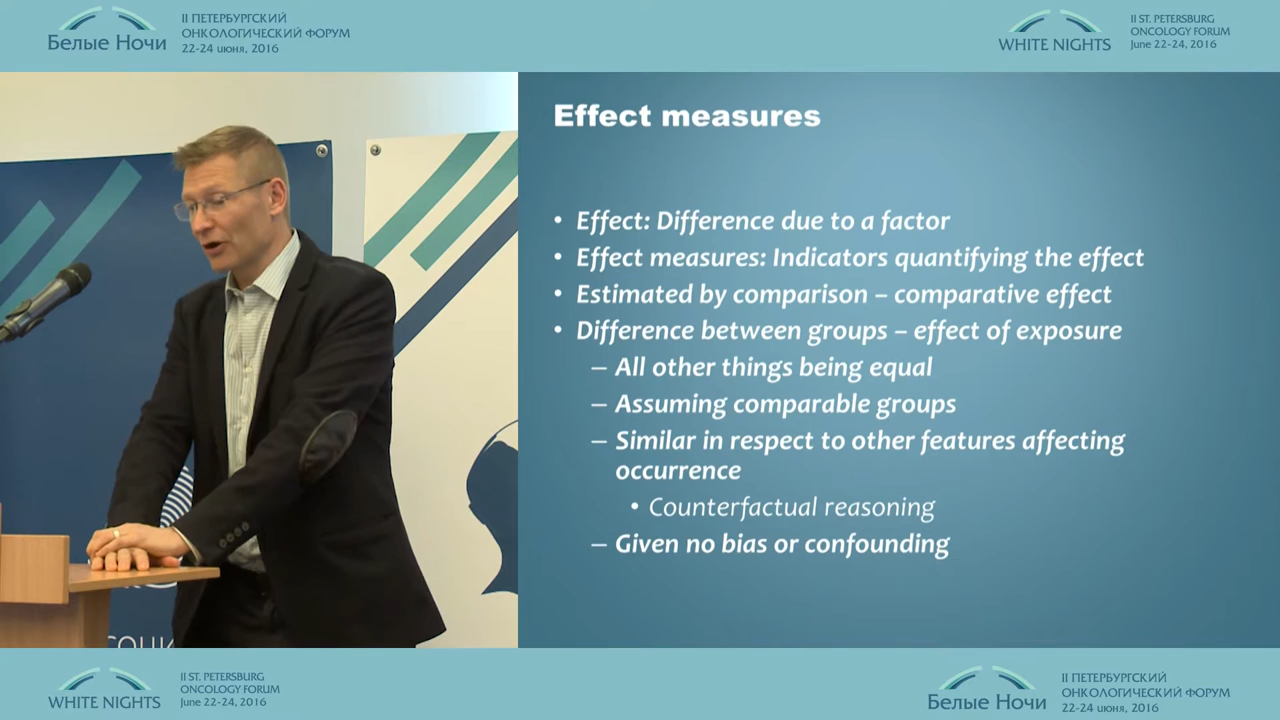 Белые Ночи
II ПЕТЕРБУРГСКИЙ
ОНКОЛОГИЧЕСКИЙ ФОРУМ
22-24 июня, 2016
WHITE NIGHTS
II ST. PETERSBURG
ONCOLOGY FORUM
June 22-24, 2016
Effect measures
• Effect: Difference due to a factor
• Effect measures: Indicators quantifying the effect
• Estimated by comparison – comparative effect
• Difference between groups – effect of exposure
– All other things being equal
– Assuming comparable groups
– Similar in respect to other features affecting
occurrence
• Counterfactual reasoning
– Given no bias or confounding
WHITE NIGHTS
II ST. PETERSBURG
ONCOLOGY FORUM
June 22-24, 2016
Белые Ночи
II ПЕТЕРБУРГСКИЙ
ОНКОЛОГИЧЕСКИЙ ФОРУМ
22-24 июня, 2016